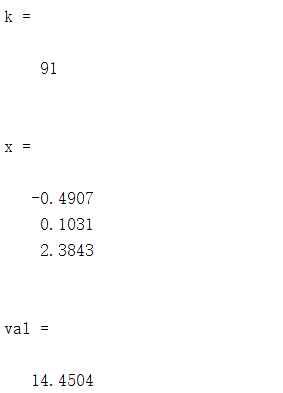 k =
91
x =
-0.4907
0.1031
2.3843
val =
14.4504